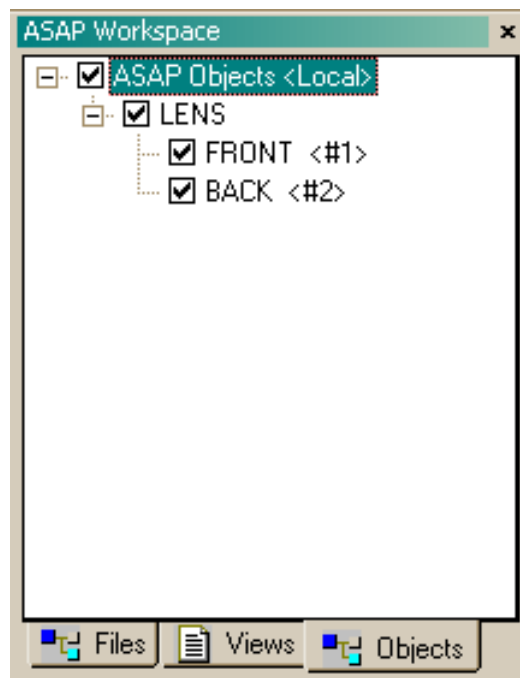 ASAP Workspace
ASAP Objects <Local>
LENS
FRONT <#1>
BACK <#2>
Files Views Objects